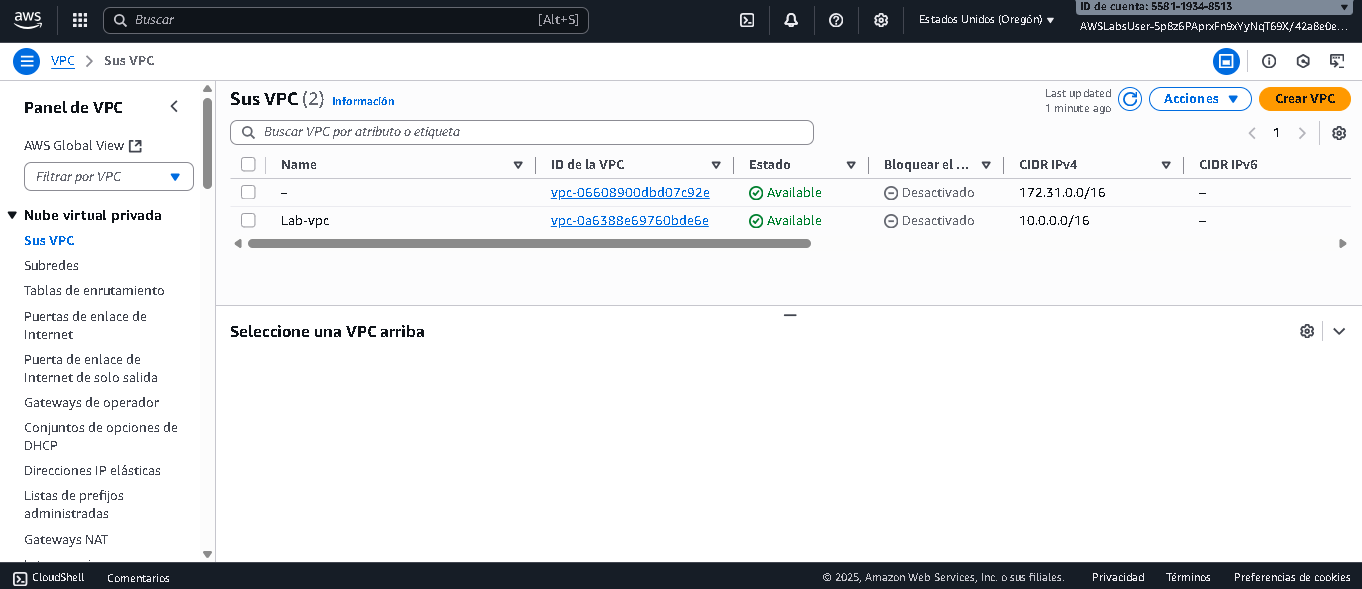 aws
Buscar
[Alt+S]
Estados Unidos (Oregón)
ID de cuenta: 5581-1934-8513
VPC
Sus VPC
Panel de VPC
AWS Global View
Filtrar por VPC
Nube virtual privada
Sus VPC
Subredes
Tablas de enrutamiento
Puertas de enlace de
Internet
Puerta de enlace de
Internet de solo salida
Gateways de operador
Conjuntos de opciones de
DHCP
Direcciones IP elásticas
Listas de prefijos
administradas
Gateways NAT
Sus VPC (2) Información
Last updated
1 minute ago
Acciones
Crear VPC
Buscar VPC por atributo o etiqueta
1
Name ID de la VPC Estado Bloquear el ... CIDR IPv4 CIDR IPv6
– vpc-06608900dbd07c92e Available Desactivado 172.31.0.0/16 –
Lab-vpc vpc-0a6388e69760bde6e Available Desactivado 10.0.0.0/16 –
Seleccione una VPC arriba
CloudShell Comentarios © 2025, Amazon Web Services, Inc. o sus filiales. Privacidad Términos Preferencias de cookies